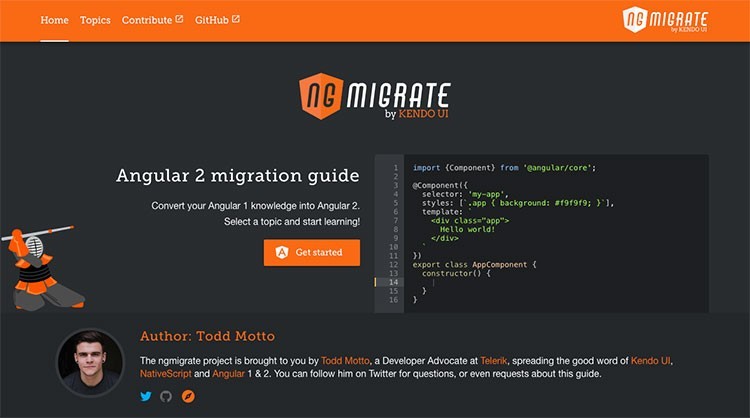 Home Topics Contribute GitHub
NG MIGRATE
by KENDO UI
NG MIGRATE
by KENDO UI
Angular 2 migration guide
Convert your Angular 1 knowledge into Angular 2.
Select a topic and start learning!
Get started
1 import {Component} from '@angular/core';
2
3 @Component({
4 selector: 'my-app',
5 styles: [`.app { background: #f9f9f9; }`],
6 template: `
7 <div class="app">
8 Hello world!
9 </div>
10 `
11 })
12 export class AppComponent {
13 constructor() {
14
15 }
16 }
Author: Todd Motto
The ngmigrate project is brought to you by Todd Motto, a Developer Advocate at Telerik, spreading the good word of Kendo UI,
NativeScript and Angular 1 & 2. You can follow him on Twitter for questions, or even requests about this guide.